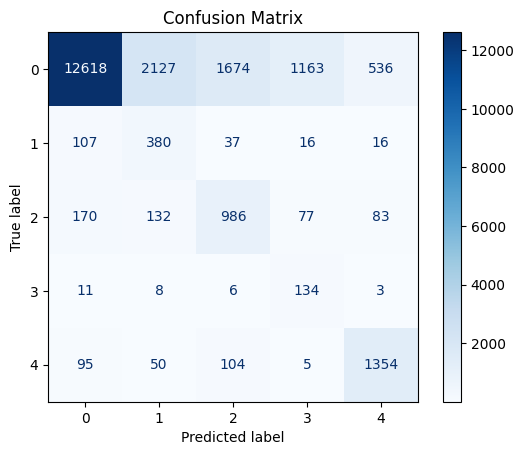 Confusion Matrix
0 12618 2127 1674 1163 536
1 107 380 37 16 16
2 170 132 986 77 83
3 11 8 6 134 3
4 95 50 104 5 1354
0 1 2 3 4
Predicted label
True label
12000
10000
8000
6000
4000
2000